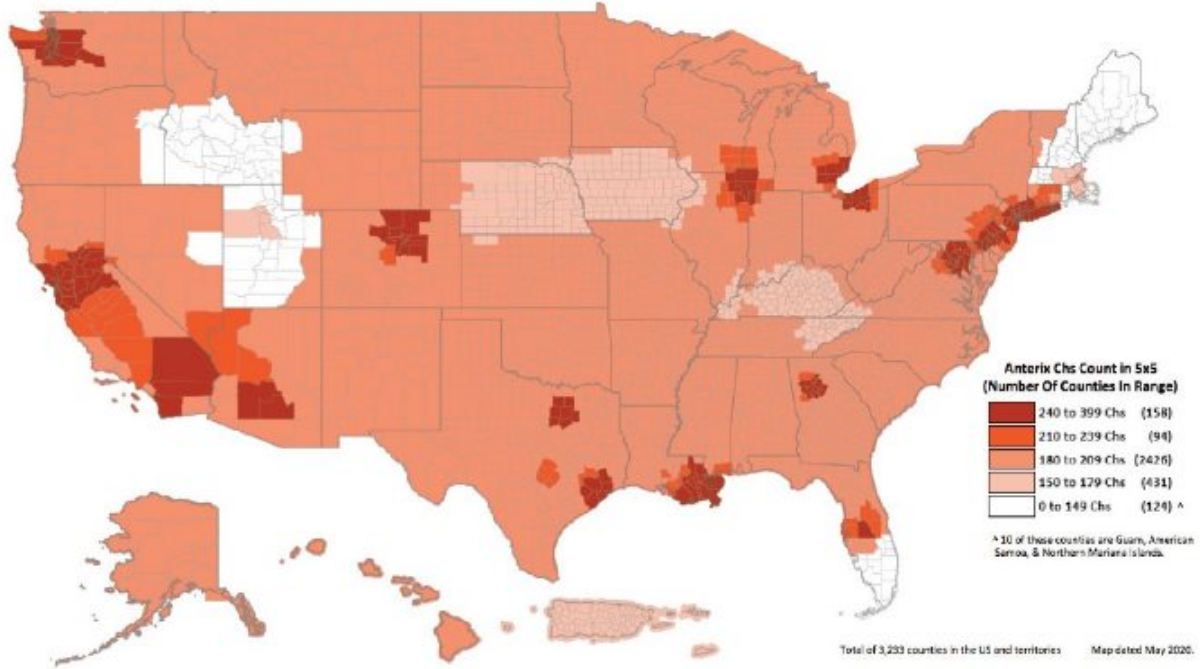 Anterix Chs Count in 5x5
(Number Of Counties In Range)
240 to 399 Chs (158)
210 to 239 Chs (94)
180 to 209 Chs (2426)
150 to 179 Chs (431)
0 to 149 Chs (124) ^
^ 10 of these counties are Guam, American
Samoa, & Northern Mariana Islands.
Total of 3,233 counties in the US and territories Map dated May 2020.